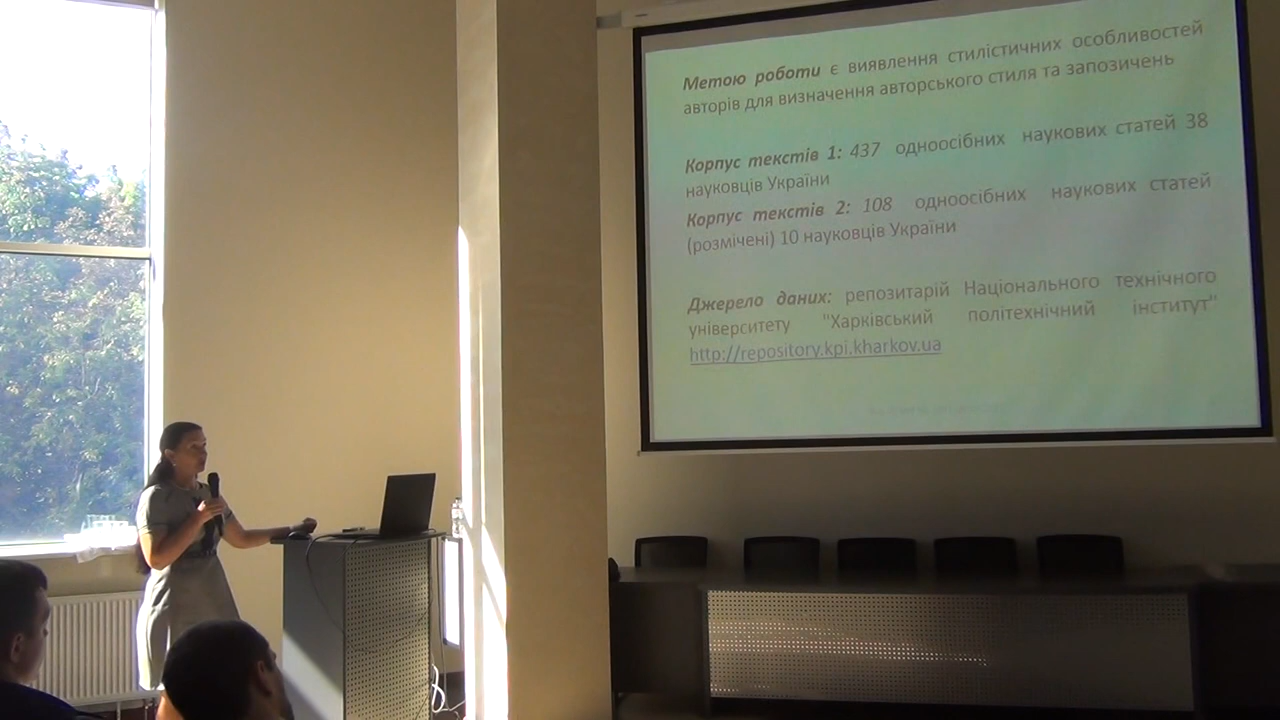 Метою роботи є виявлення стилістичних особливостей
авторів для визначення авторського стиля та запозичень
Корпус текстів 1: 437 одноосібних наукових статей 38
науковців України
Корпус текстів 2: 108 одноосібних наукових статей
(розмічені) 10 науковців України
Джерело даних: репозитарій Національного технічного
університету "Харківський політехнічний інститут"
http://repository.kpi.kharkov.ua